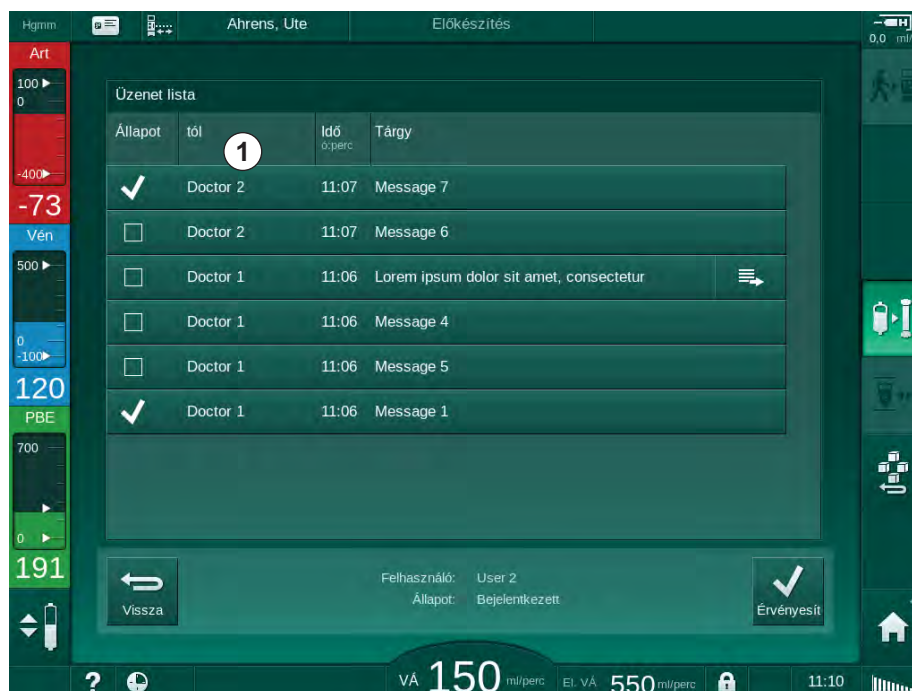 Hgmm Ahrens, Ute Előkészítés 0,0 ml/
Art
100
0
-400
-73
Vén
500
0
-100
120
PBE
700
0
191
Üzenet lista
Állapot tól Idő Tárgy
ó:perc
1
Doctor 2 11:07 Message 7
Doctor 2 11:07 Message 6
Doctor 1 11:06 Lorem ipsum dolor sit amet, consectetur
Doctor 1 11:06 Message 4
Doctor 1 11:06 Message 5
Doctor 1 11:06 Message 1
Vissza
Felhasználó: User 2
Állapot: Bejelentkezett
Érvényesít
? VÁ 150 ml/perc El. VÁ 550 ml/perc 11:10